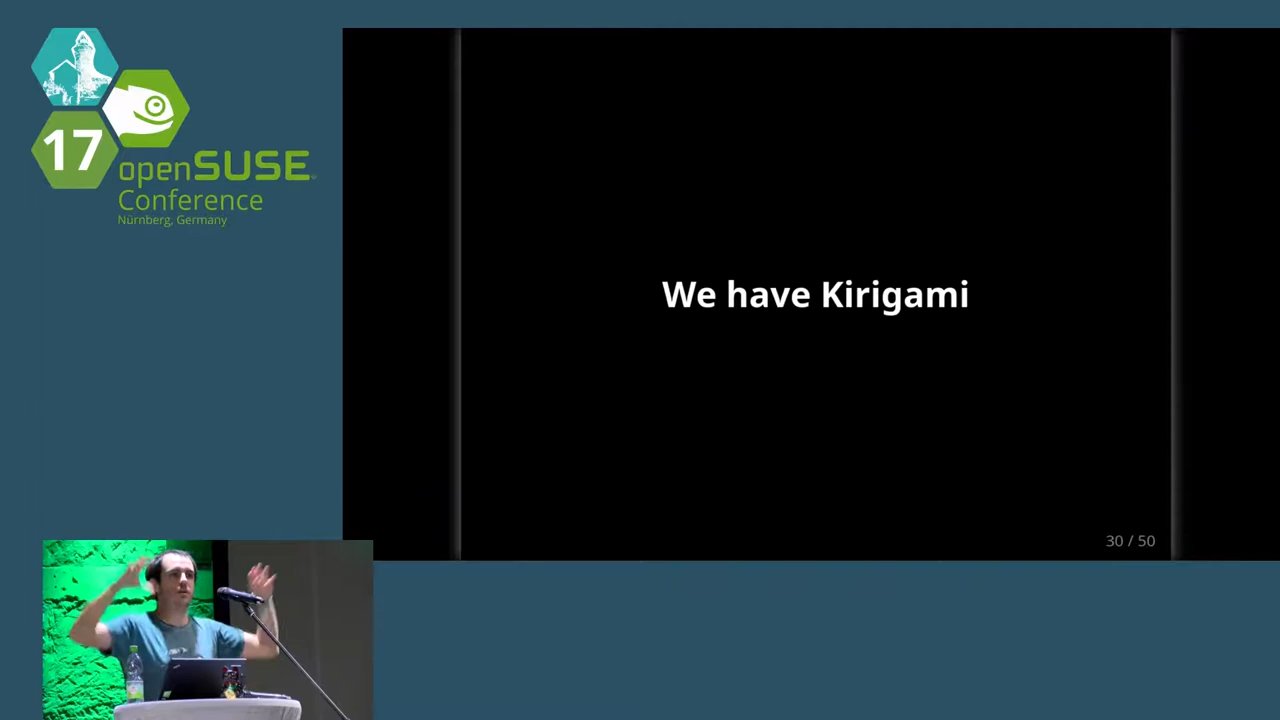 17
openSUSE
Conference
Nürnberg, Germany
We have Kirigami
30 / 50